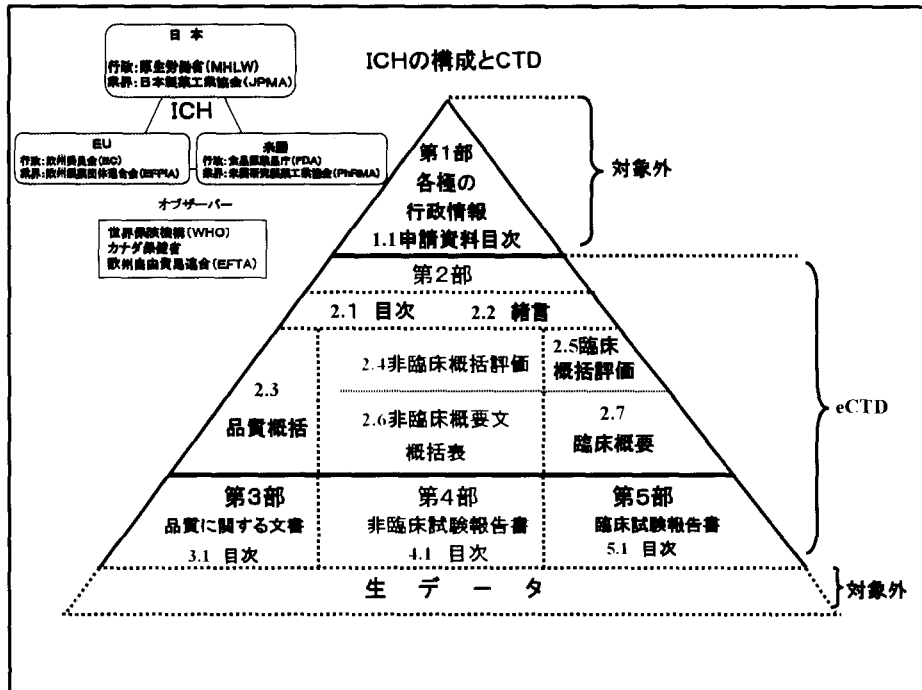 日本
行政:厚生労働省(MHLW)
業界:日本製薬工業協会(JPMA)
ICH
EU
行政:欧州委員会(EC)
業界:欧州製薬団体連合会(EFPIA)
米国
行政:食品医薬品庁(FDA)
業界:米国研究製薬工業協会(PhRMA)
オブザーバー
世界保険機構(WHO)
カナダ保健省
欧州自由貿易連合(EFTA)
ICHの構成とCTD
第1部
各極の
行政情報
1.1申請資料目次
対象外
第2部
2.1 目次 2.2 緒言
2.3
品質概括
2.4非臨床概括評価
2.5臨床
概括評価
2.6非臨床概要文
概括表
2.7
臨床概要
eCTD
第3部
品質に関する文書
3.1 目次
第4部
非臨床試験報告書
4.1 目次
第5部
臨床試験報告書
5.1 目次
生データ
対象外